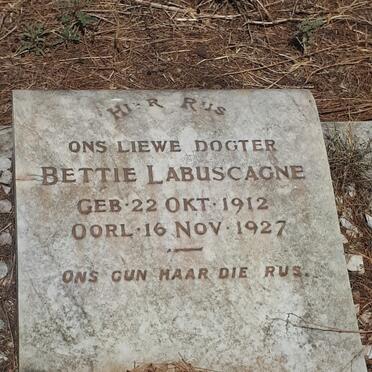 HIER RUS
ONS LIEWE DOGTER
BETTIE LABUSCAGNE
GEB·22 OKT·1912
OORL·16 NOV·1927
ONS GUN HAAR DIE RUS.